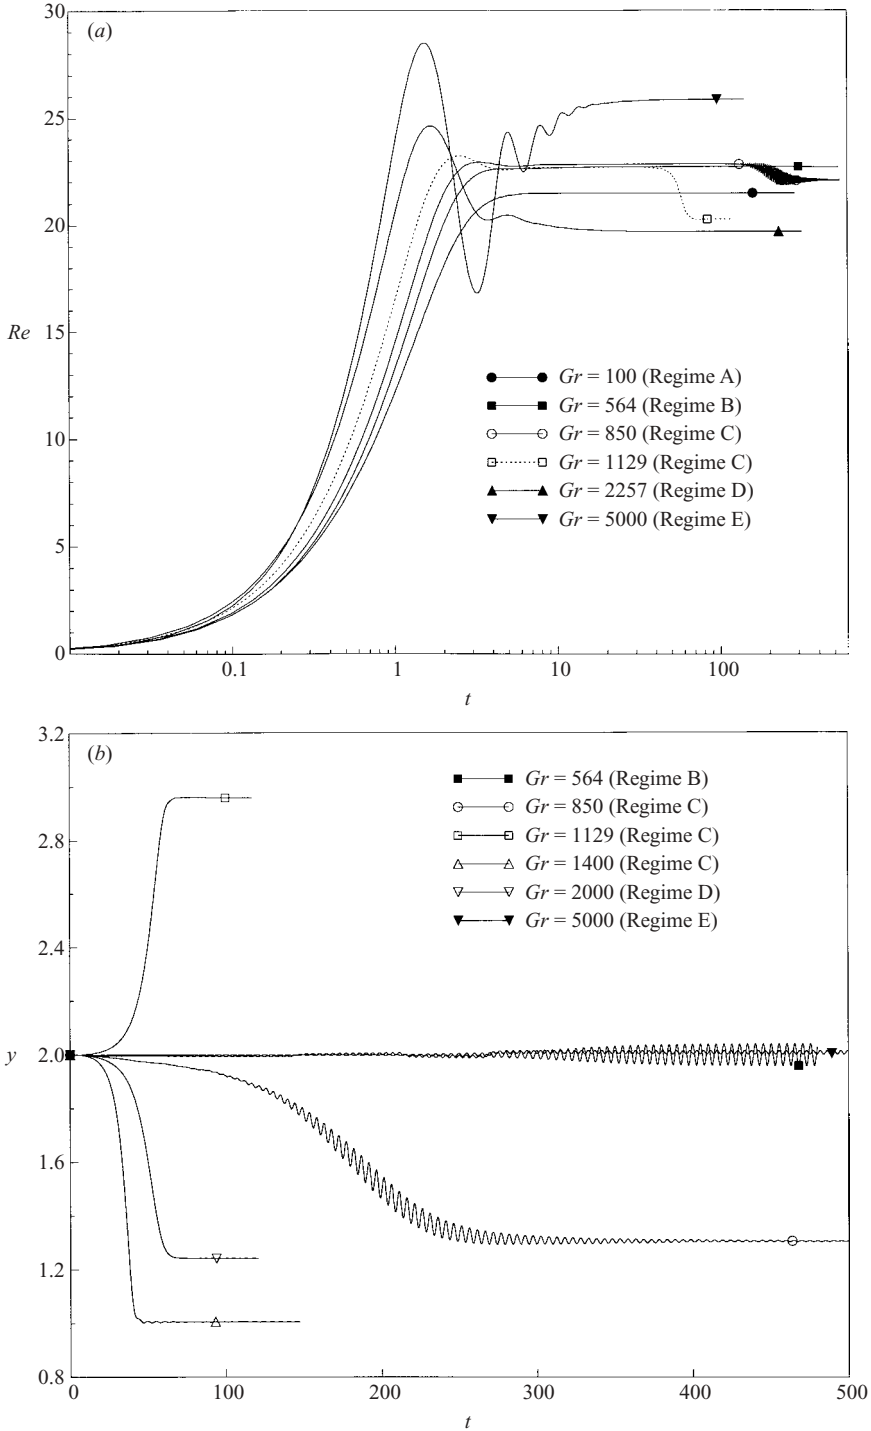 30
(a)
25
20
Re
15
10
5
0
0.1
1
10
100
t
Gr = 100 (Regime A)
Gr = 564 (Regime B)
Gr = 850 (Regime C)
Gr = 1129 (Regime C)
Gr = 2257 (Regime D)
Gr = 5000 (Regime E)
3.2
(b)
2.8
2.4
y
2.0
1.6
1.2
0.8
0
100
200
300
400
500
t
Gr = 564 (Regime B)
Gr = 850 (Regime C)
Gr = 1129 (Regime C)
Gr = 1400 (Regime C)
Gr = 2000 (Regime D)
Gr = 5000 (Regime E)